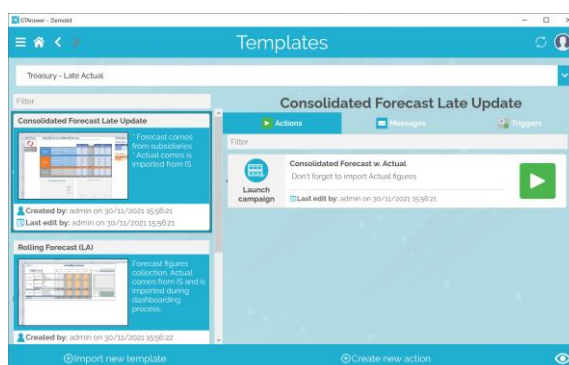 GTAnswer - Demokit
Templates
Treasury - Late Actual
Filter
Consolidated Forecast Late Update
* Forecast comes
from subsidiaries
* Actual comes is
imported from IS
Created by: admin on 30/11/2021 15:56:21
Last edit by: admin on 30/11/2021 15:56:21
Rolling Forecast (LA)
Forecast figures
collection. Actual
comes from IS and is
imported during
dashboarding
process.
Created by: admin on 30/11/2021 15:56:22
Import new template
Consolidated Forecast Late Update
Actions
Messages
Triggers
Filter
Launch
campaign
Consolidated Forecast w. Actual
Don't forget to import Actual figures
Last edit by: admin on 30/11/2021 15:56:21
Create new action